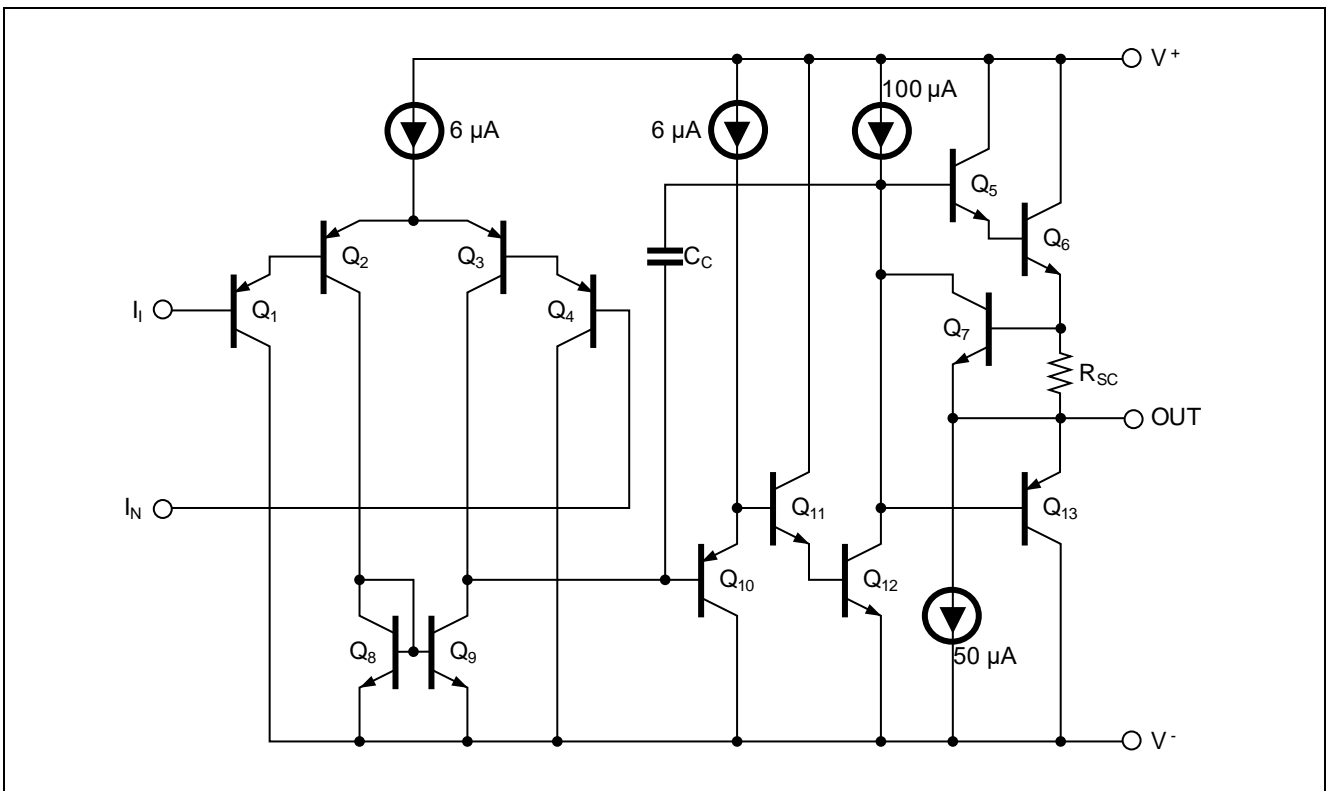 V+
100 µA
6 µA
6 µA
Q5
Q2
Q3
CC
Q6
II
Q1
Q4
Q7
RSC
OUT
IN
Q11
Q13
Q10
Q12
Q8
Q9
50 µA
V-